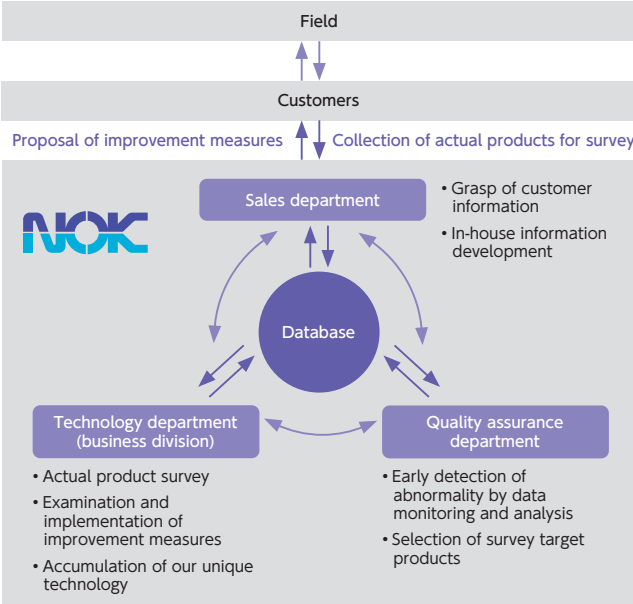 Field
Customers
Proposal of improvement measures
Collection of actual products for survey
NOK
Sales department
• Grasp of customer
information
• In-house information
development
Database
Technology department
(business division)
• Actual product survey
• Examination and
implementation of
improvement measures
• Accumulation of our unique
technology
Quality assurance
department
• Early detection of
abnormality by data
monitoring and analysis
• Selection of survey target
products